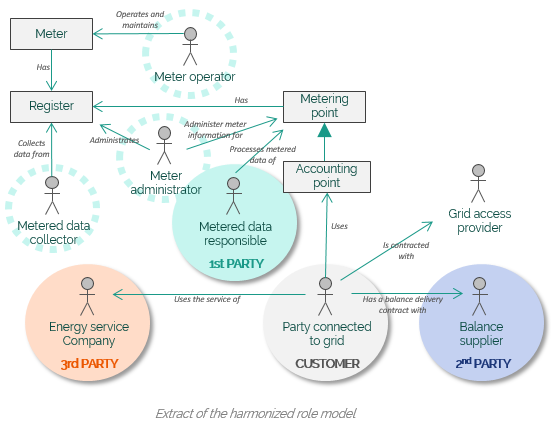 Operates and
maintains
Meter
Meter operator
Has
Register
Has
Metering
point
Collects
data from
Administrates
Administer meter
information for
Processes metered
data of
Meter
administrator
Accounting
point
Metered data
collector
Metered data
responsible
1st PARTY
Uses
Grid access
provider
Is contracted
with
Uses the service of
Has a balance delivery
contract with
Energy service
Company
3rd PARTY
Party connected
to grid
CUSTOMER
Balance
supplier
2nd PARTY
Extract of the harmonized role model